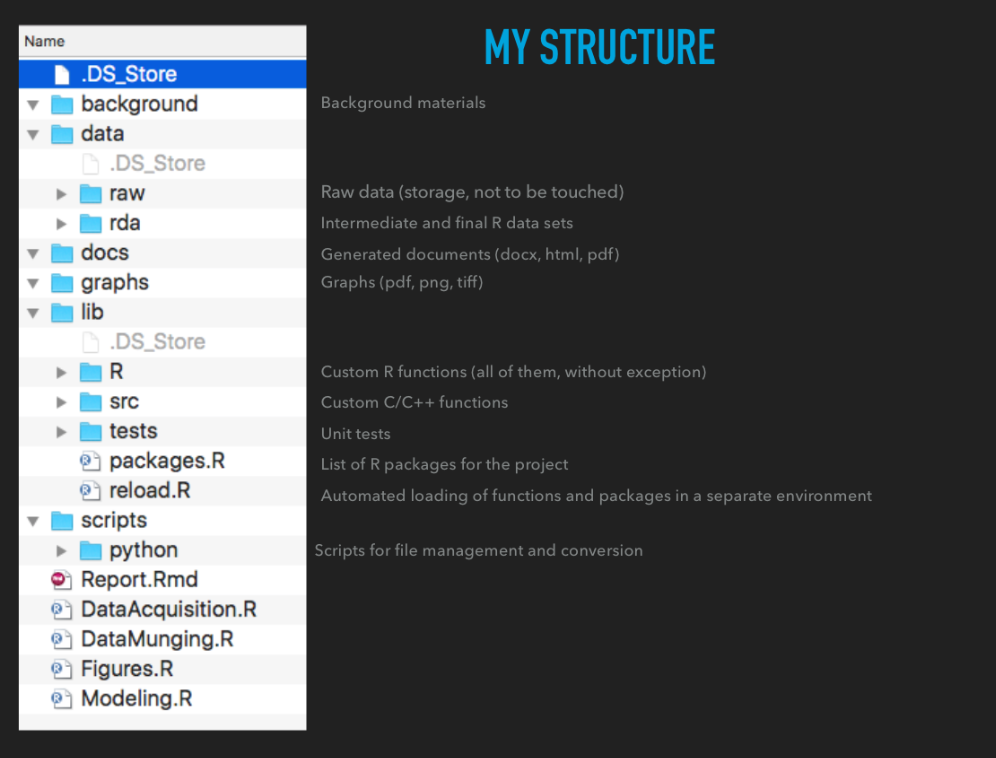 MY STRUCTURE
Name
.DS_Store
background Background materials
data
.DS_Store
raw Raw data (storage, not to be touched)
rda Intermediate and final R data sets
docs Generated documents (docx, html, pdf)
graphs Graphs (pdf, png, tiff)
lib
.DS_Store
R Custom R functions (all of them, without exception)
src Custom C/C++ functions
tests Unit tests
packages.R List of R packages for the project
reload.R Automated loading of functions and packages in a separate environment
scripts
python Scripts for file management and conversion
Report.Rmd
DataAcquisition.R
DataMunging.R
Figures.R
Modeling.R